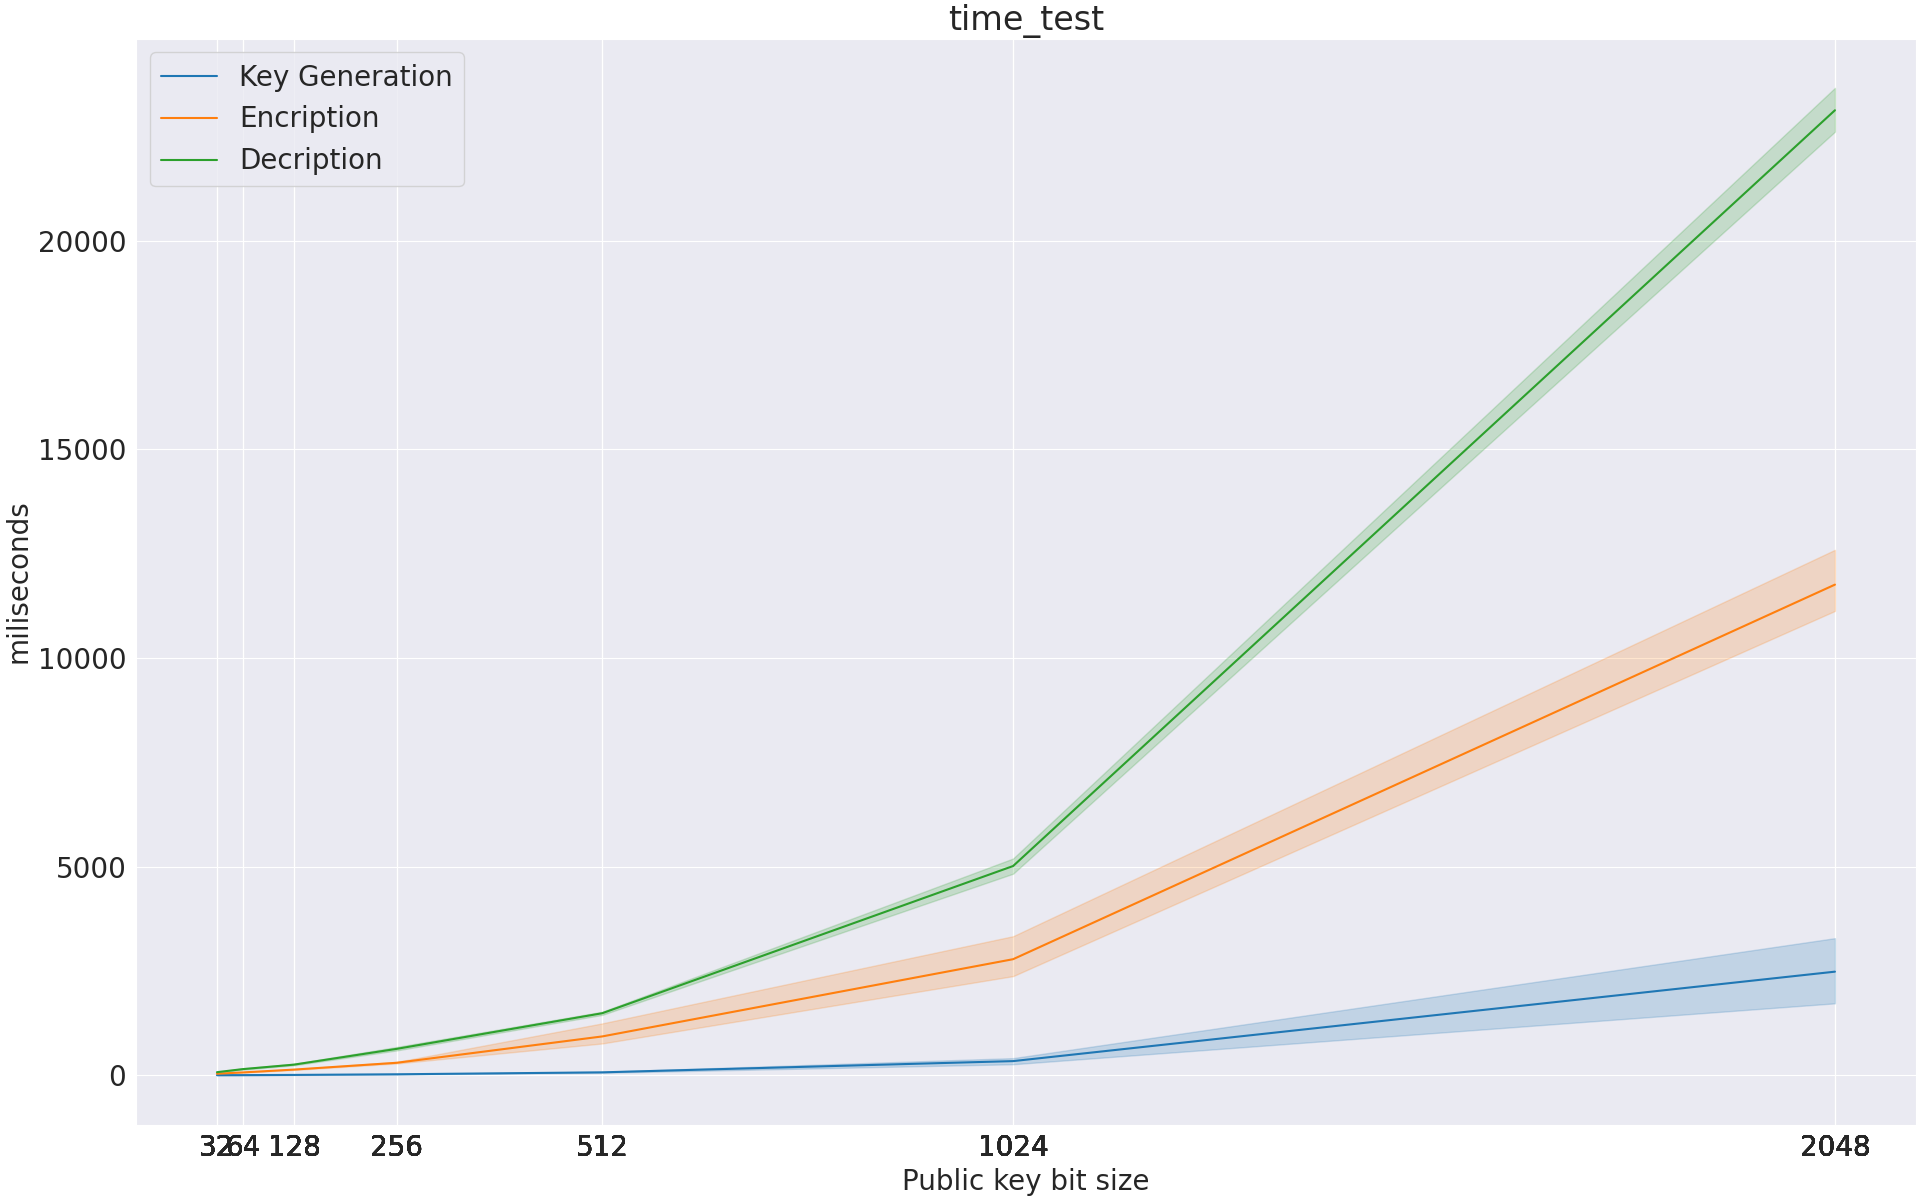 time_test
Key Generation
Encription
Decription
20000
15000
10000
5000
0
miliseconds
32 64 128 256 512 1024 2048
Public key bit size